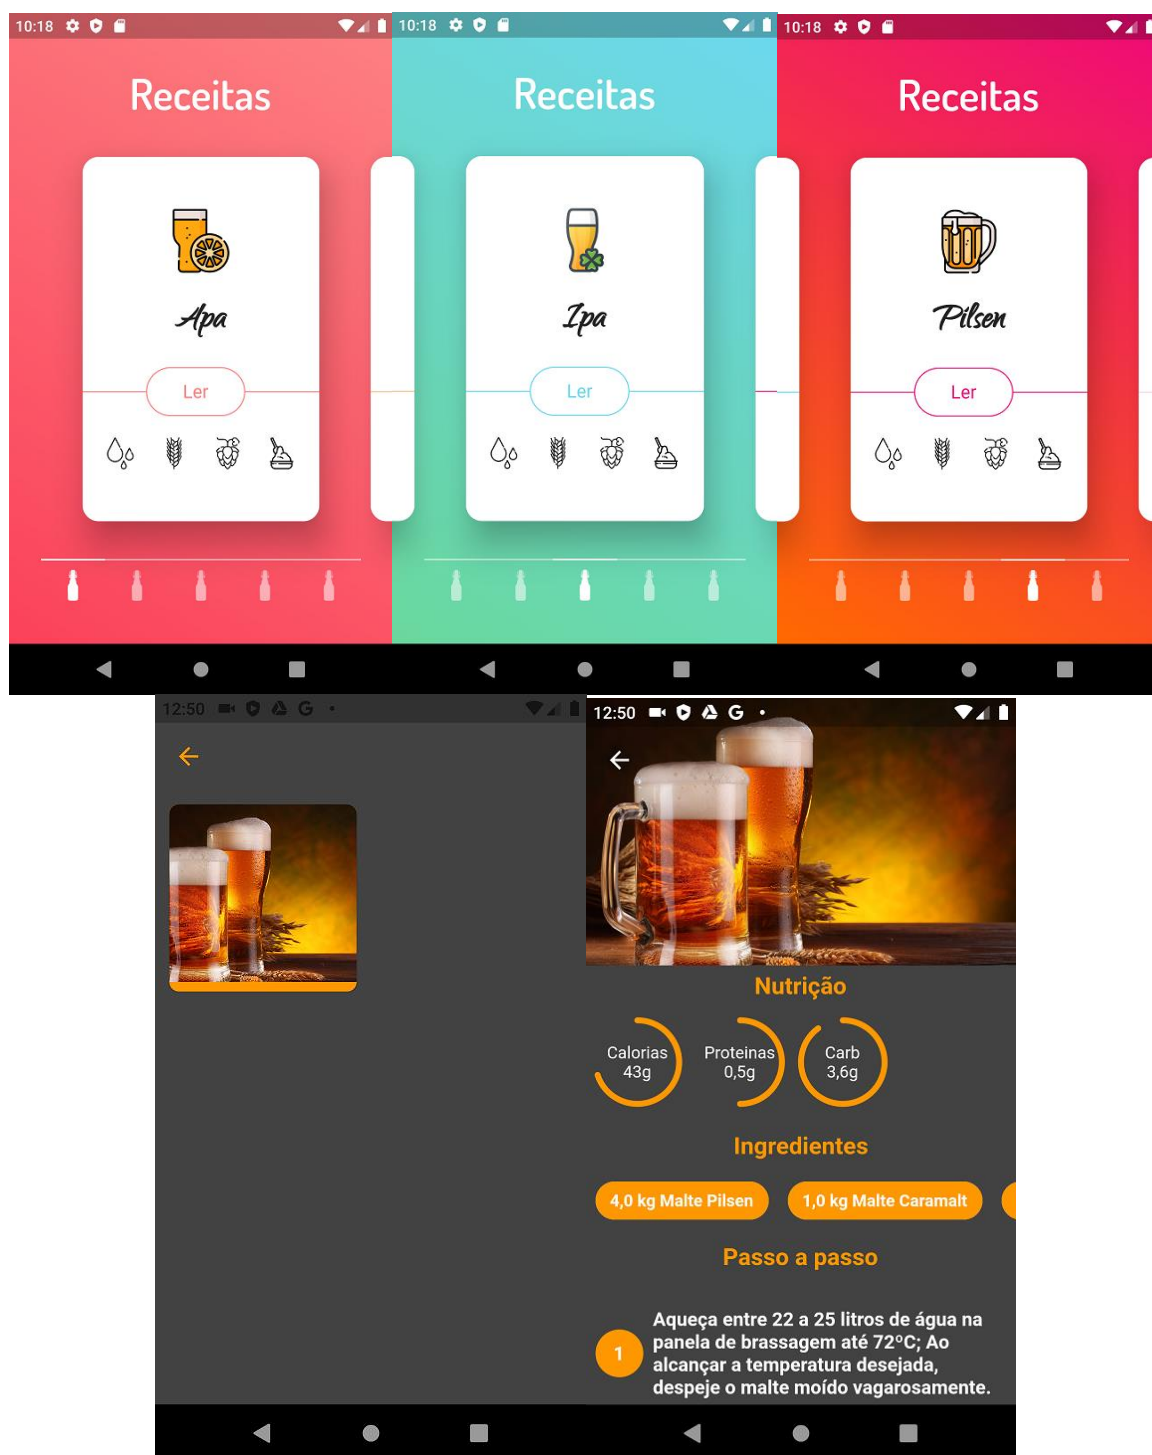 10:18
Receitas
Apa
Ler
10:18
Receitas
Ipa
Ler
10:18
Receitas
Pilsen
Ler
12:50
G
12:50
G
Nutrição
Calorias
43g
Proteinas
0,5g
Carb
3,6g
Ingredientes
4,0 kg Malte Pilsen
1,0 kg Malte Caramalt
Passo a passo
1
Aqueça entre 22 a 25 litros de água na
panela de brassagem até 72ºC; Ao
alcançar a temperatura desejada,
despeje o malte moído vagarosamente.